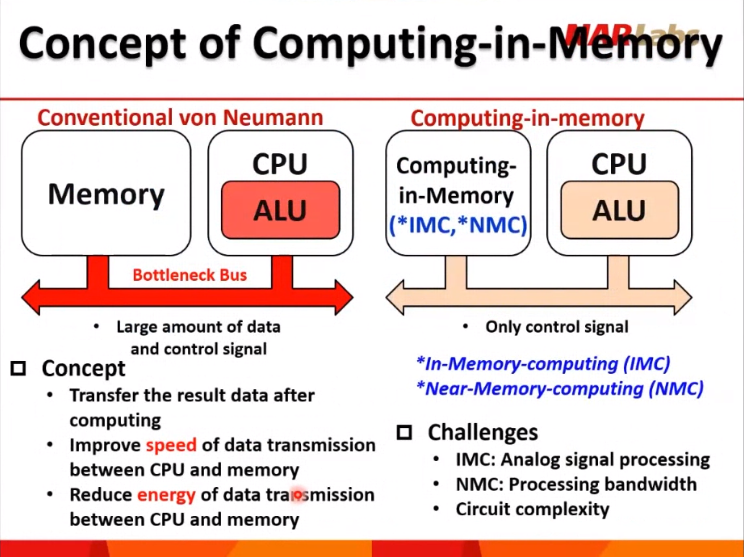 Concept of Computing-in-Memory
NARLabs
Conventional von Neumann
Memory
CPU
ALU
Bottleneck Bus
• Large amount of data
and control signal
Computing-in-memory
Computing-
in-Memory
(*IMC,*NMC)
CPU
ALU
• Only control signal
Concept
• Transfer the result data after
computing
• Improve speed of data transmission
between CPU and memory
• Reduce energy of data transmission
between CPU and memory
*In-Memory-computing (IMC)
*Near-Memory-computing (NMC)
Challenges
• IMC: Analog signal processing
• NMC: Processing bandwidth
• Circuit complexity